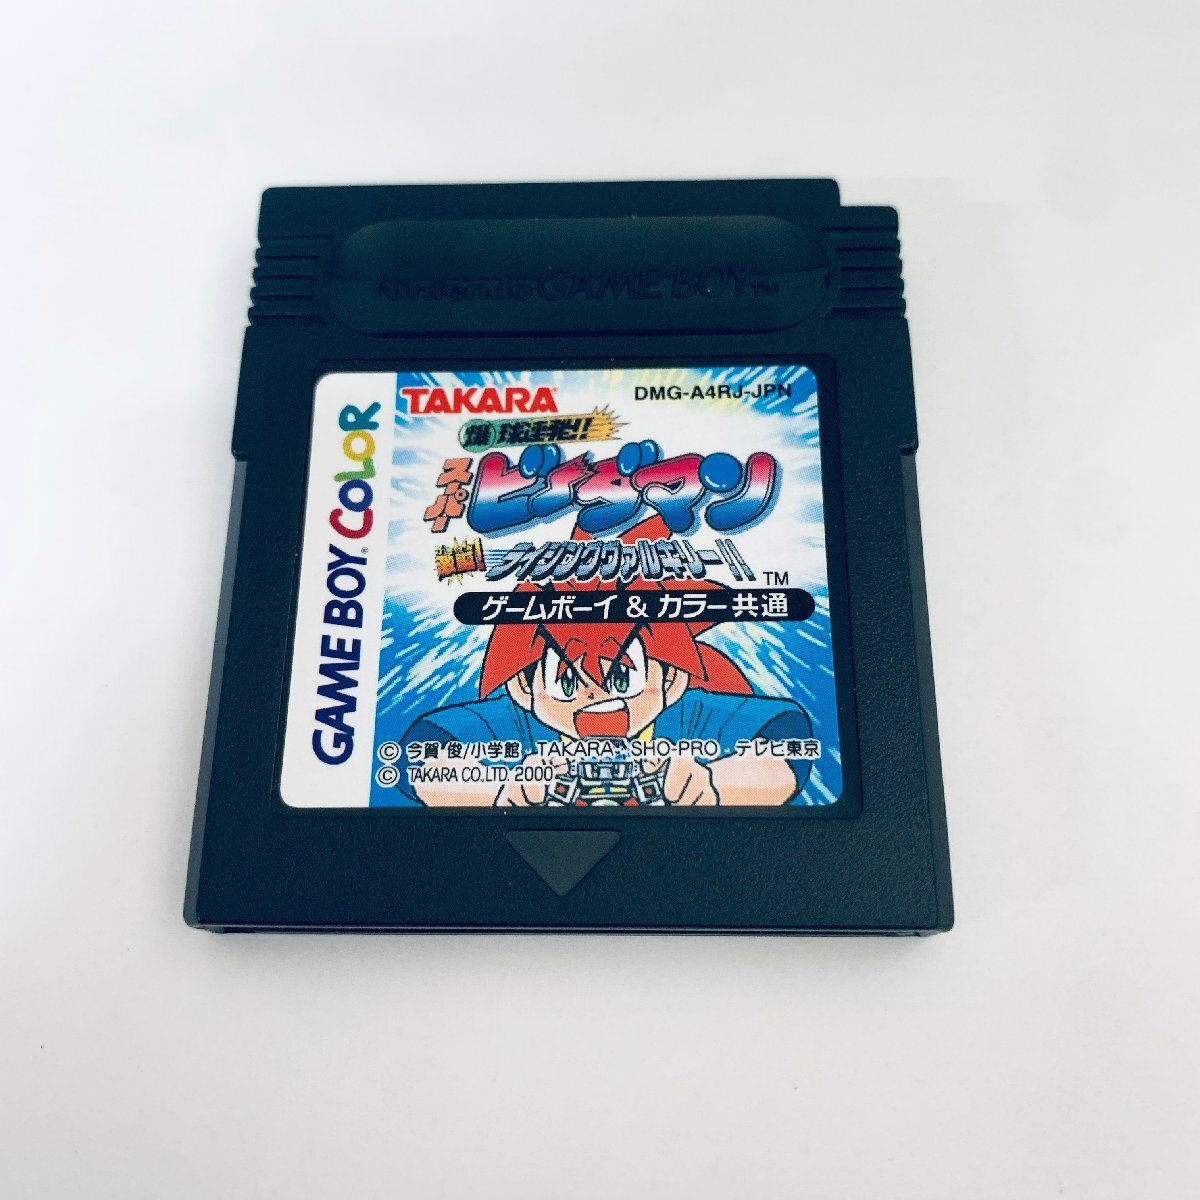 Nintendo GAME BOY™
GAME BOY COLOR
TAKARA
DMG-A4RJ-JPN
爆球連発!!
スーパー
ビーダマン
ライジングヴァルキリー!!
TM
ゲームボーイ & カラー共通
© 今賀 俊/小学館・TAKARA・SHO-PRO・テレビ東京
© TAKARA CO.,LTD. 2000